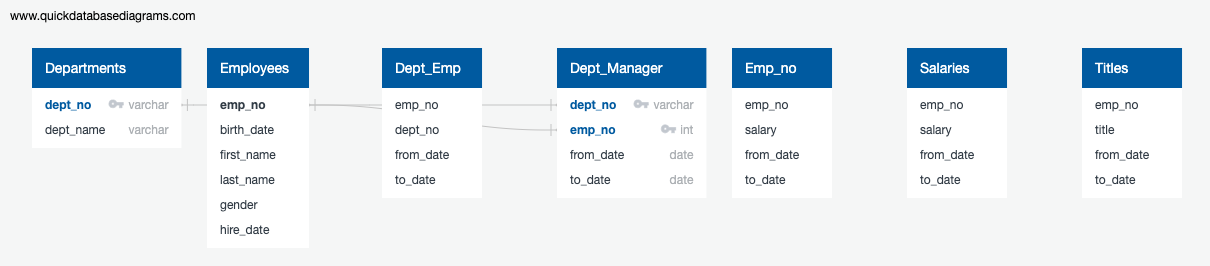 www.quickdatabasediagrams.com
Departments
dept_no varchar
dept_name varchar
Employees
emp_no
birth_date
first_name
last_name
gender
hire_date
Dept_Emp
emp_no
dept_no
from_date
to_date
Dept_Manager
dept_no varchar
emp_no int
from_date date
to_date date
Emp_no
emp_no
salary
from_date
to_date
Salaries
emp_no
salary
from_date
to_date
Titles
emp_no
title
from_date
to_date